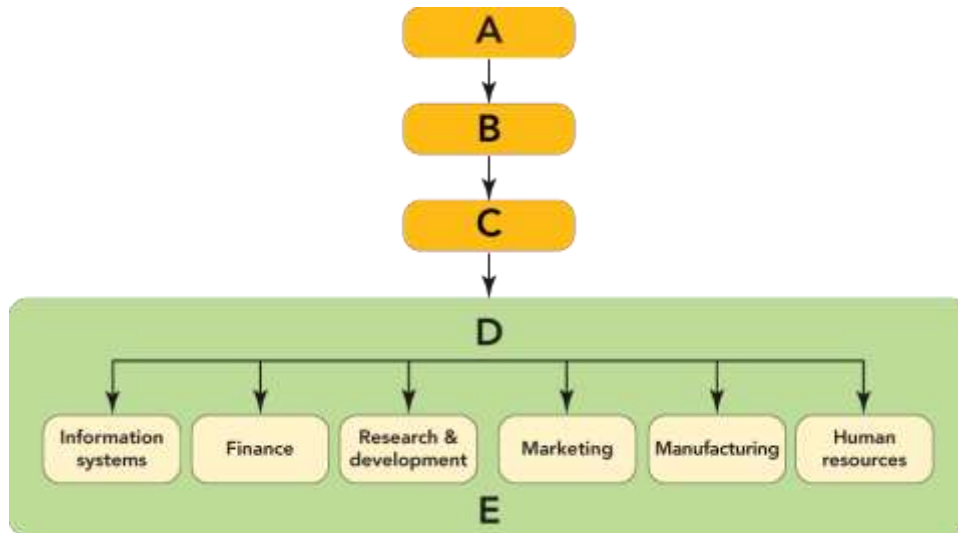 A
B
C
D
Information
systems
Finance
Research &
development
Marketing
Manufacturing
Human
resources
E